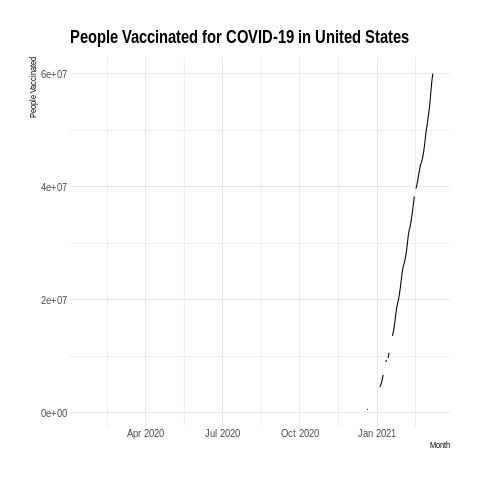 People Vaccinated for COVID-19 in United States
People Vaccinated
6e+07
4e+07
2e+07
0e+00
Apr 2020 Jul 2020 Oct 2020 Jan 2021
Month